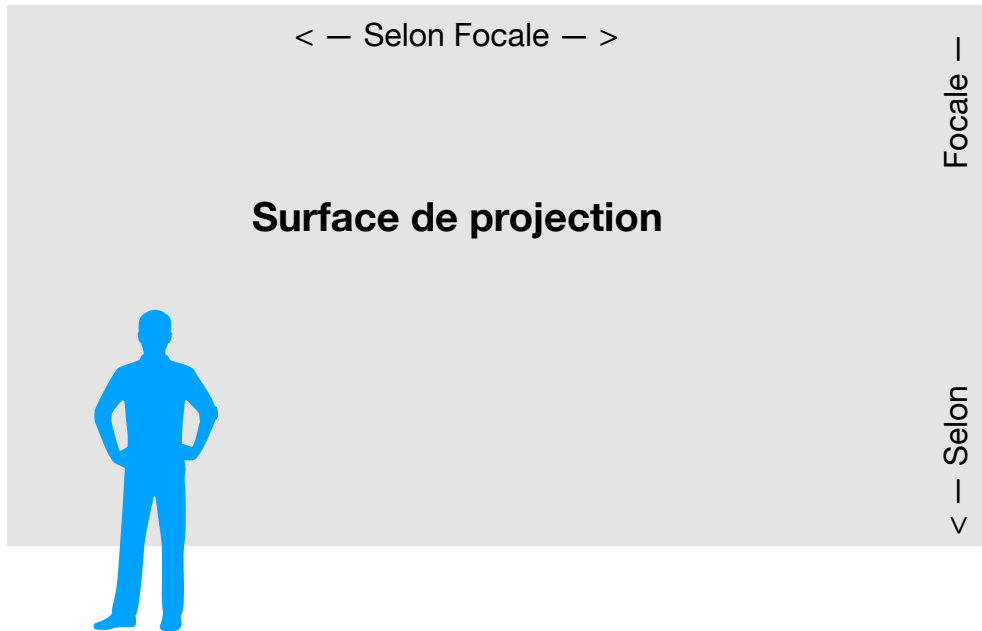 < — Selon Focale — >
Surface de projection
< — Selon Focale —